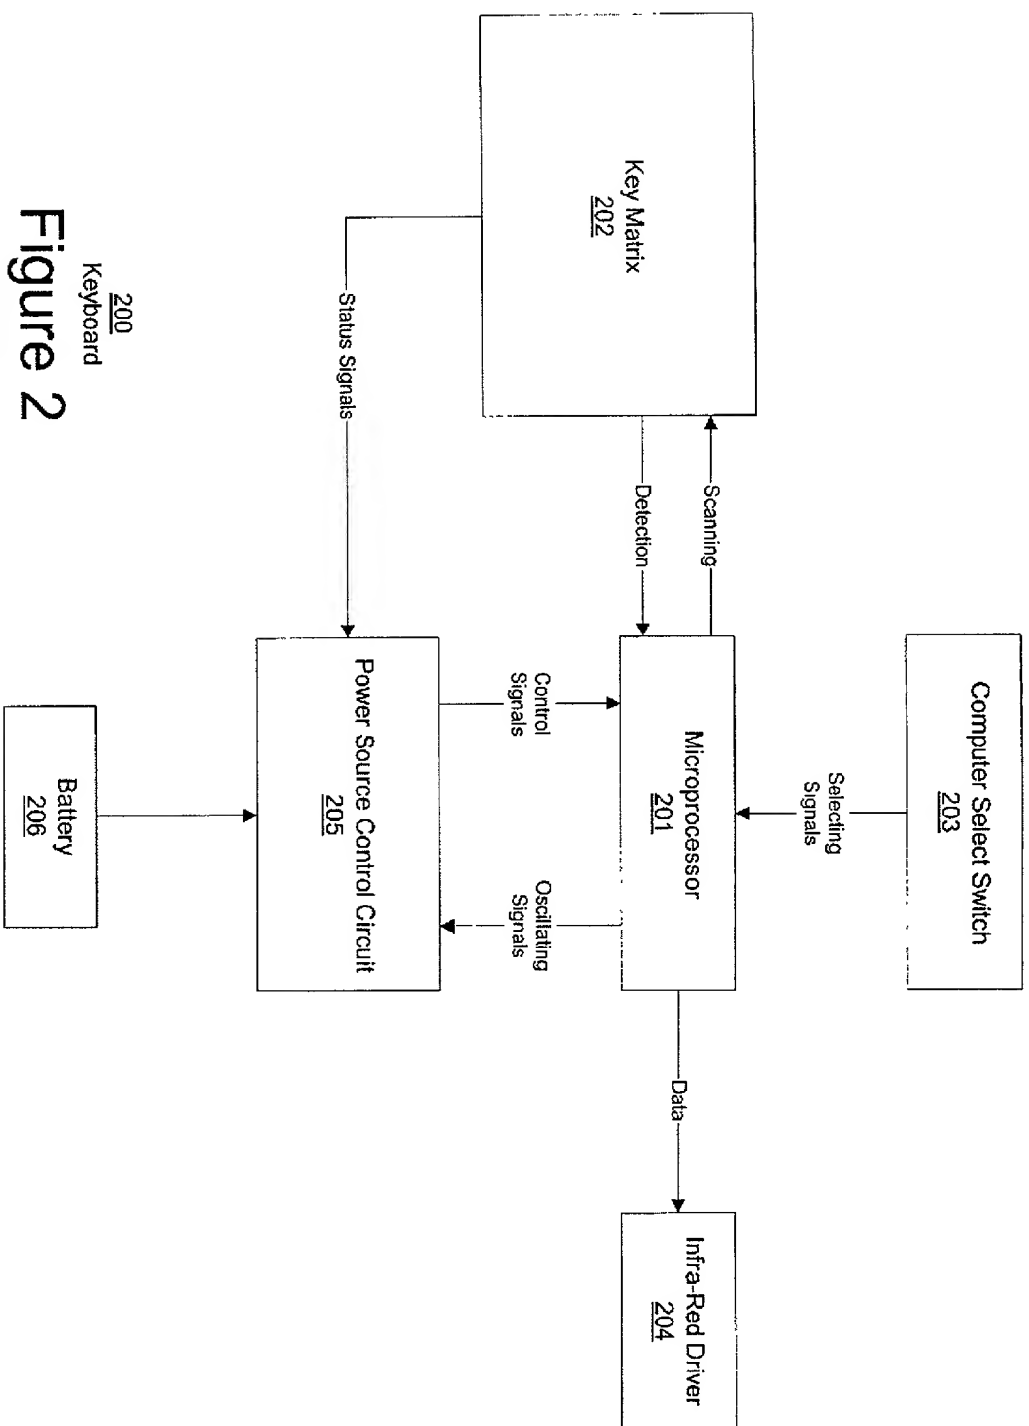 Computer Select Switch
203
Selecting
Signals
Key Matrix
202
Scanning
Detection
Microprocessor
201
Data
Infra-Red Driver
204
Control
Signals
Oscillating
Signals
Status Signals
Power Source Control Circuit
205
Battery
206
200
Keyboard
Figure 2